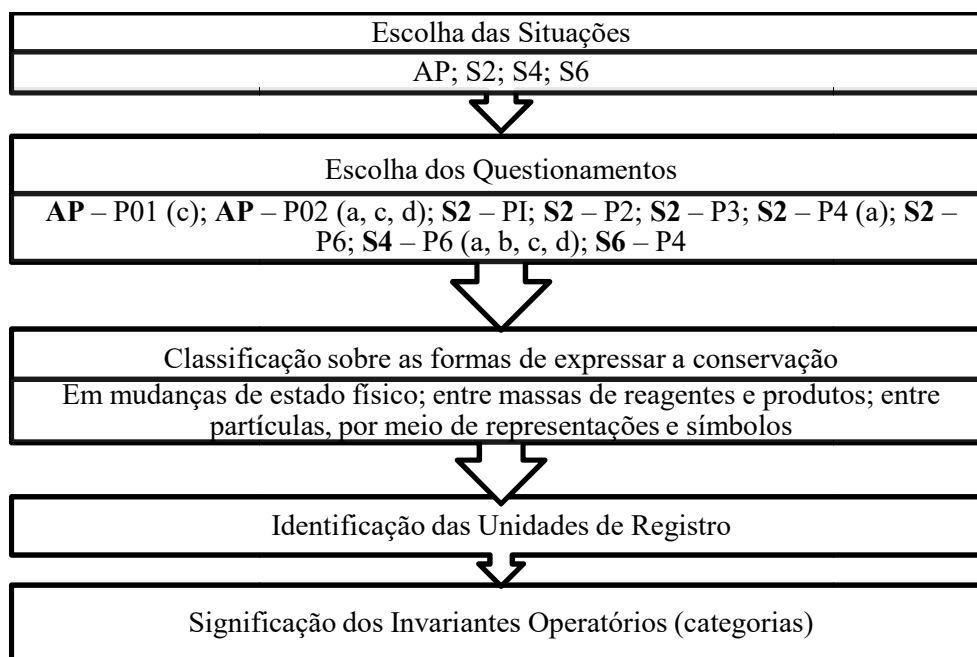 Escolha das Situações
AP; S2; S4; S6
Escolha dos Questionamentos
AP – P01 (c); AP – P02 (a, c, d); S2 – PI; S2 – P2; S2 – P3; S2 – P4 (a); S2 –
P6; S4 – P6 (a, b, c, d); S6 – P4
Classificação sobre as formas de expressar a conservação
Em mudanças de estado físico; entre massas de reagentes e produtos; entre
partículas, por meio de representações e símbolos
Identificação das Unidades de Registro
Significação dos Invariantes Operatórios (categorias)